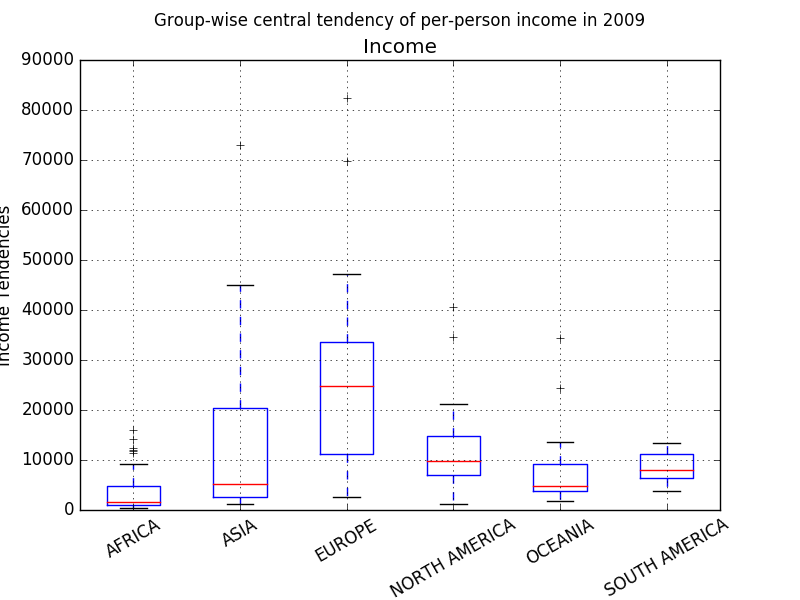 Group-wise central tendency of per-person income in 2009
Income
90000
80000
70000
60000
50000
40000
30000
20000
10000
0
Income Tendencies
AFRICA
ASIA
EUROPE
NORTH AMERICA
OCEANIA
SOUTH AMERICA